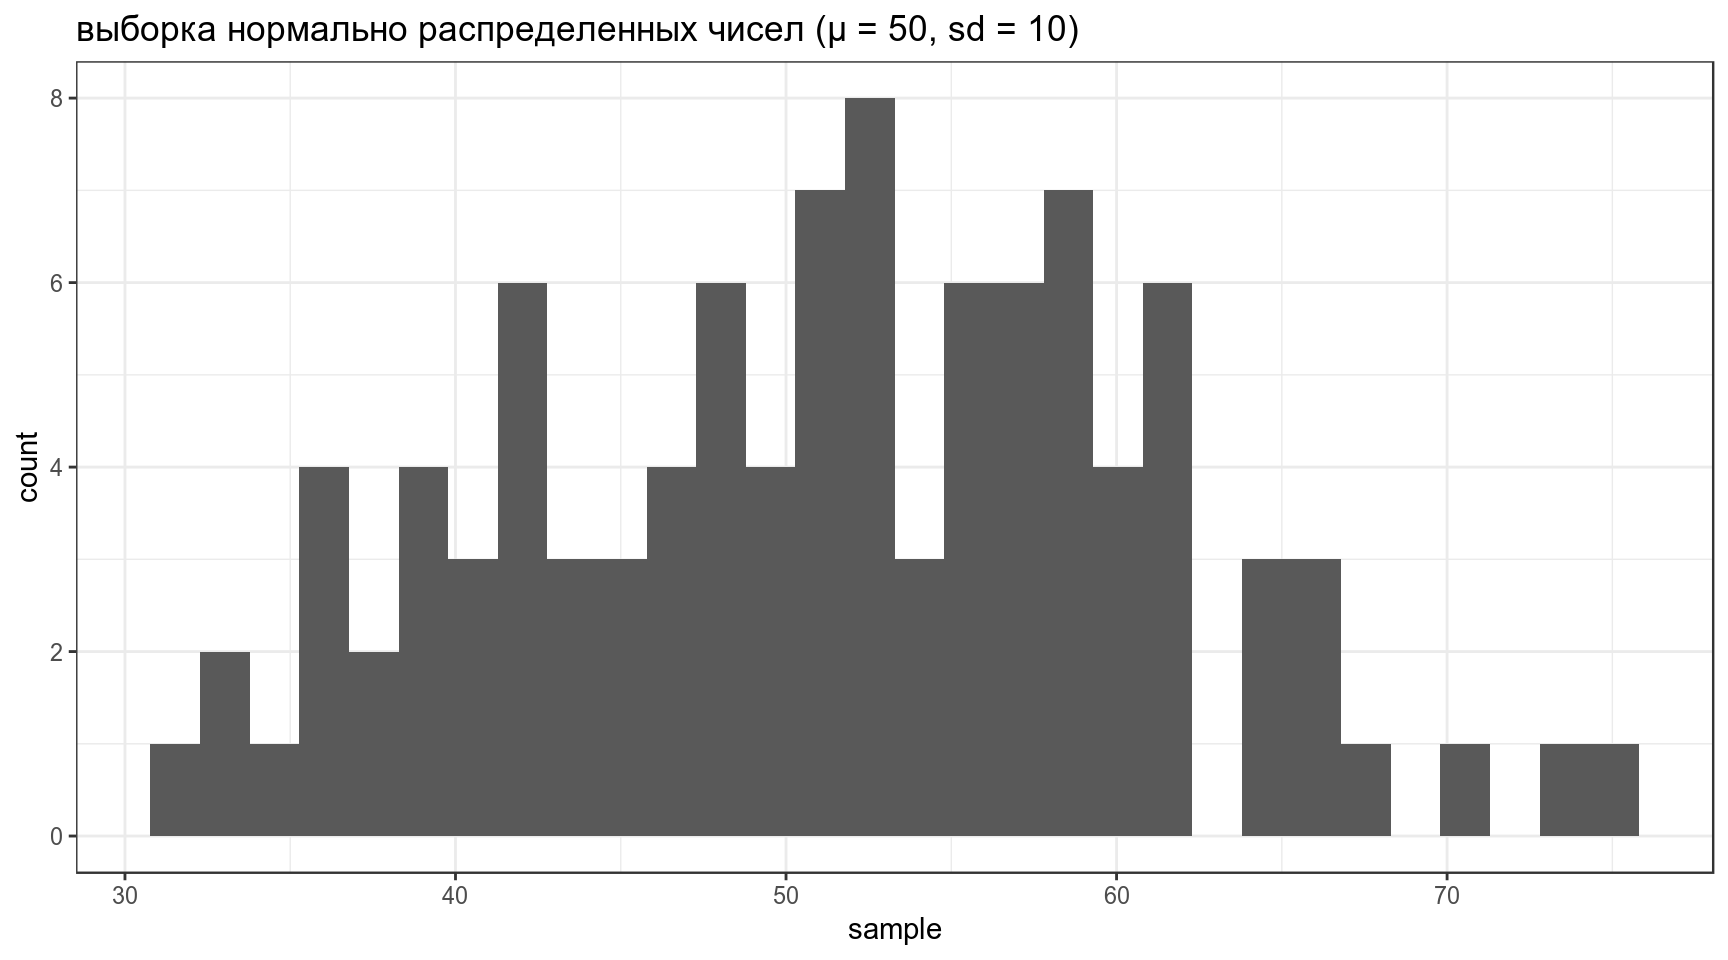 выборка нормально распределенных чисел (μ = 50, sd = 10)
8
6
4
2
0
count
30 40 50 60 70
sample